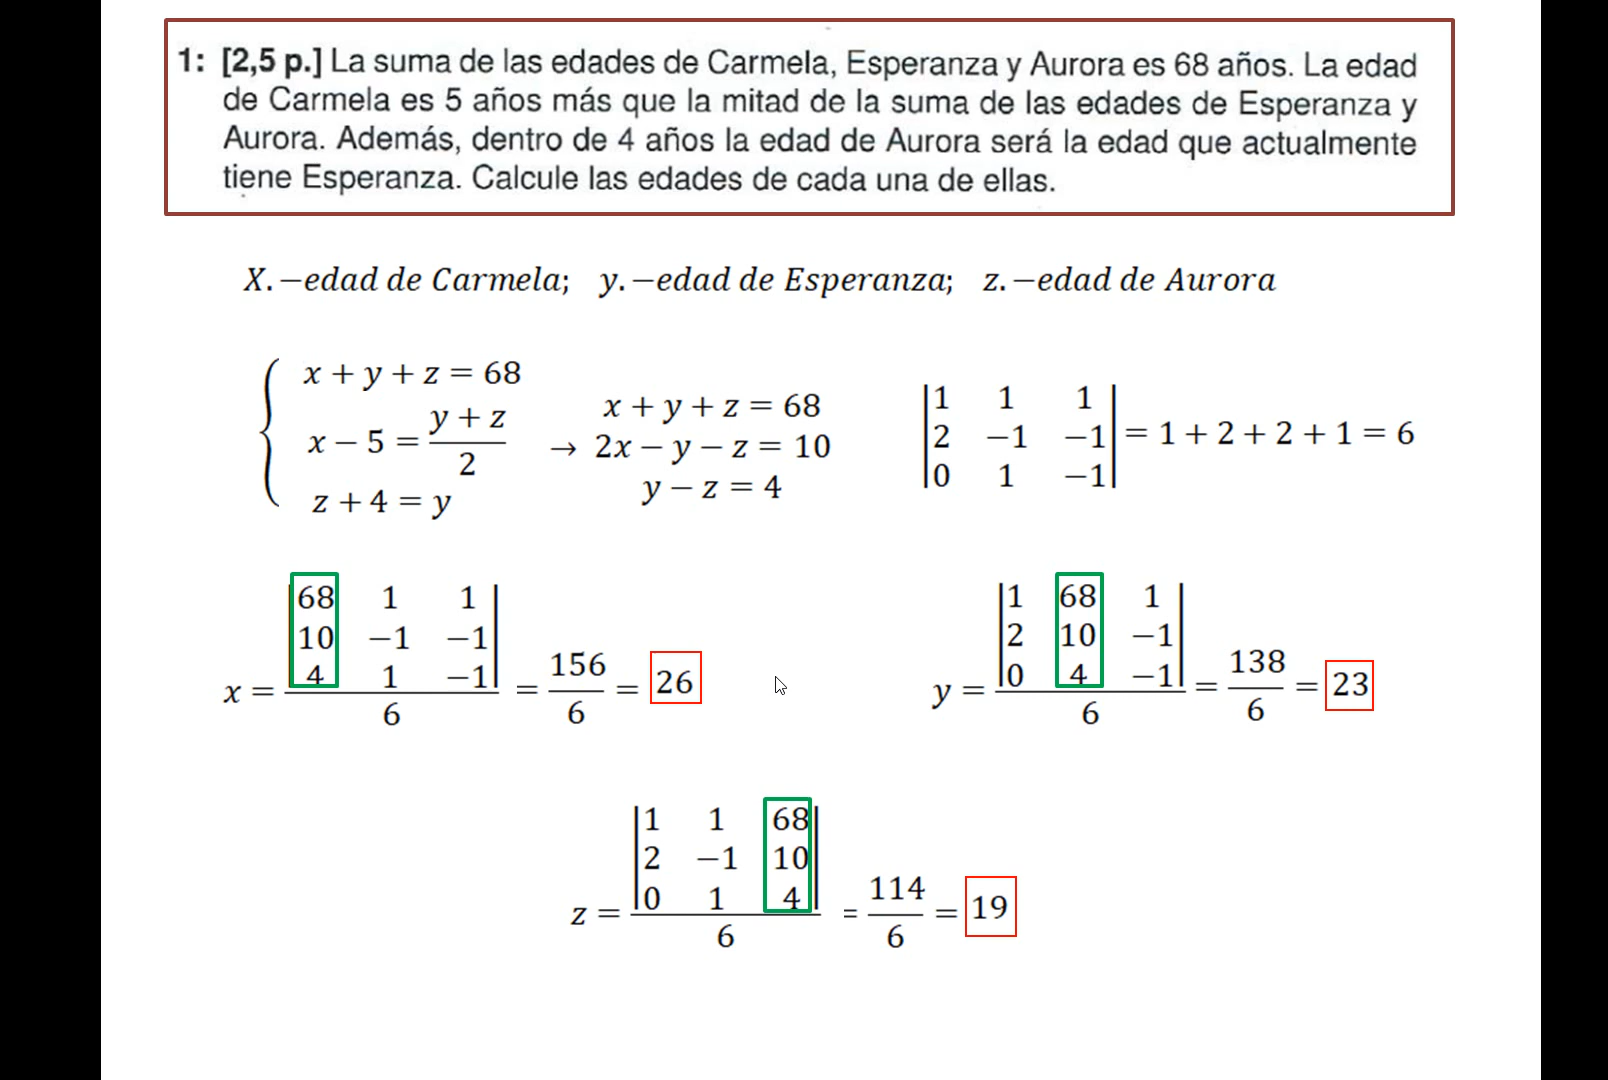 1: [2,5 p.] La suma de las edades de Carmela, Esperanza y Aurora es 68 años. La edad
de Carmela es 5 años más que la mitad de la suma de las edades de Esperanza y
Aurora. Además, dentro de 4 años la edad de Aurora será la edad que actualmente
tiene Esperanza. Calcule las edades de cada una de ellas.
X.−edad de Carmela; y.−edad de Esperanza; z.−edad de Aurora
x + y + z = 68
x − 5 = y + z
2
z + 4 = y
→
x + y + z = 68
2x − y − z = 10
y − z = 4
|1 1 1|
|2 −1 −1| = 1 + 2 + 2 + 1 = 6
|0 1 −1|
|68 1 1|
|10 −1 −1|
|4 1 −1|
x = = 156 = 26
6 6
|1 68 1|
|2 10 −1|
|0 4 −1|
y = = 138 = 23
6 6
|1 1 68|
|2 −1 10|
|0 1 4|
z = = 114 = 19
6 6